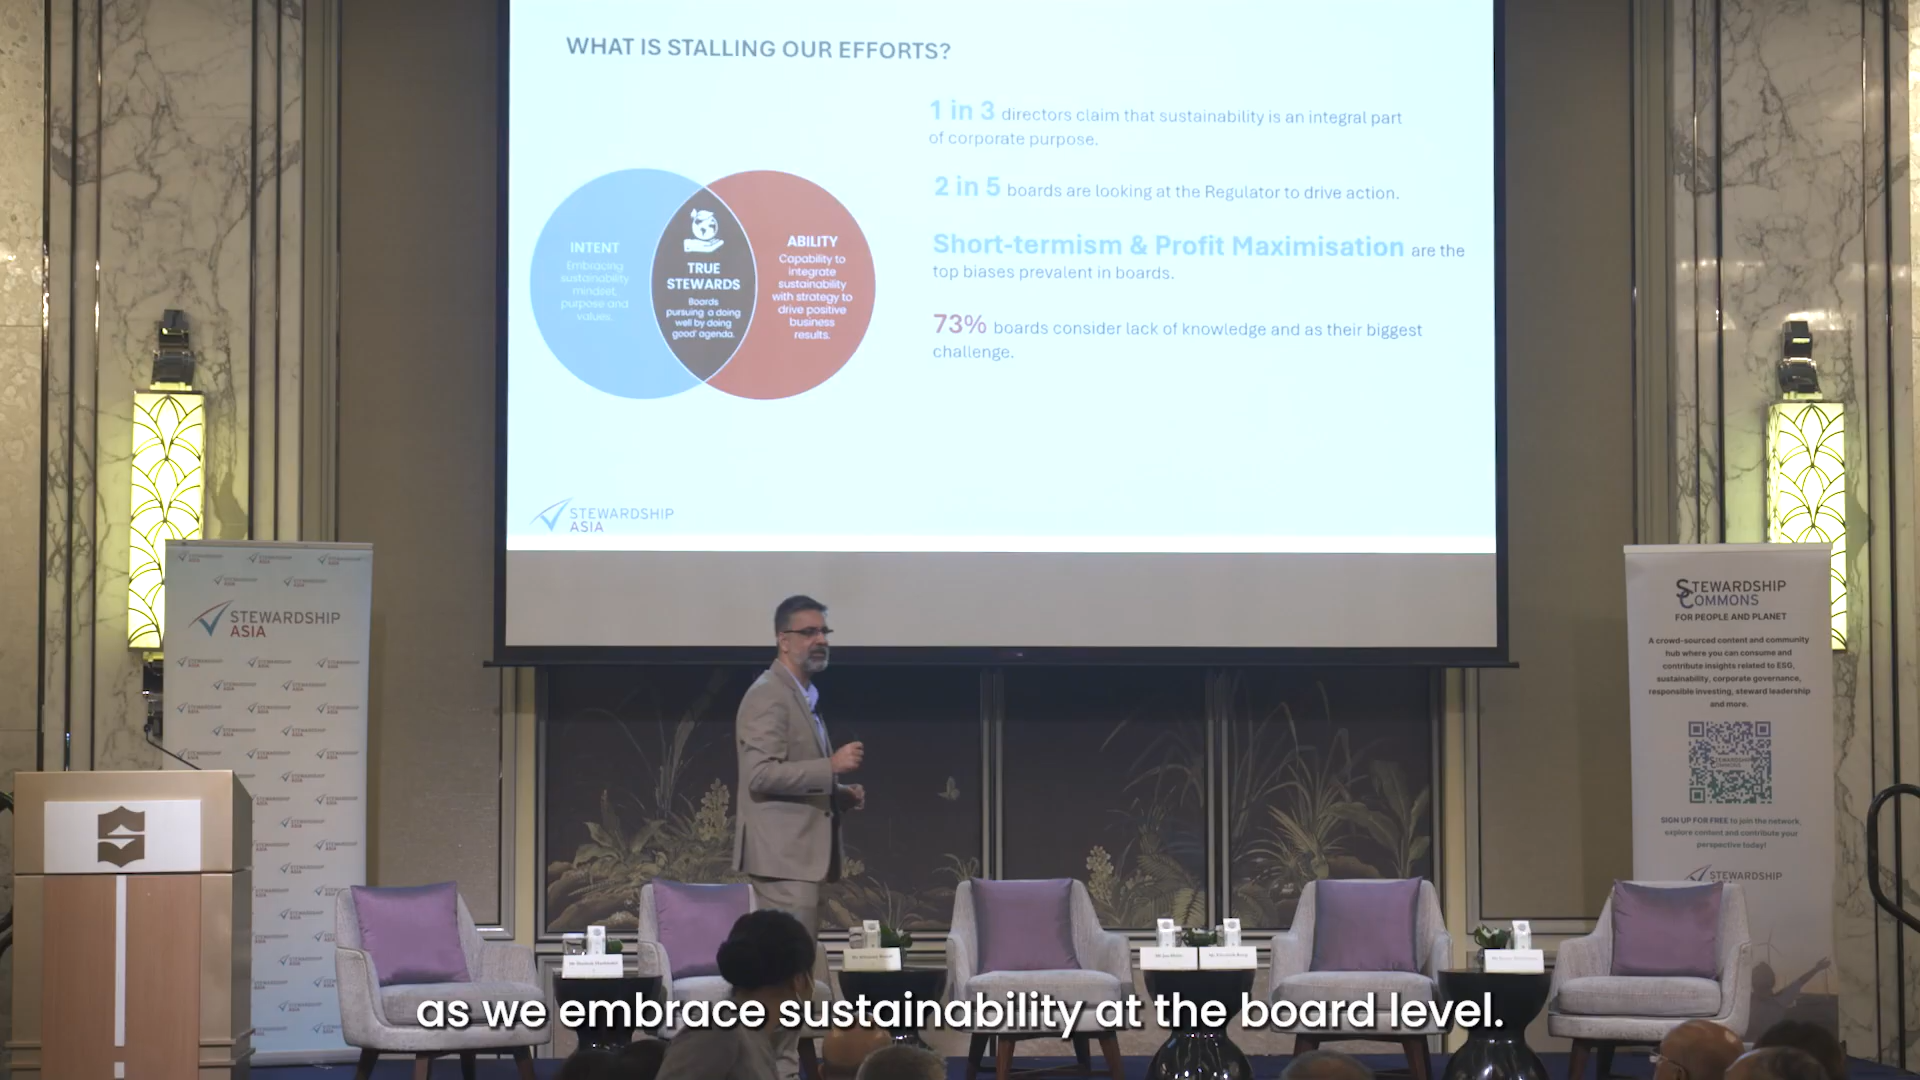 WHAT IS STALLING OUR EFFORTS?
1 in 3 directors claim that sustainability is an integral part
of corporate purpose.
2 in 5 boards are looking at the Regulator to drive action.
Short-termism & Profit Maximisation are the
top biases prevalent in boards.
73% boards consider lack of knowledge and as their biggest
challenge.
INTENT
Embracing
sustainability
mindset,
purpose and
values.
TRUE
STEWARDS
Boards
pursuing a doing
well by doing
good' agenda.
ABILITY
Capability to
integrate
sustainability
with strategy to
drive positive
business
results.
STEWARDSHIP
ASIA
STEWARDSHIP
ASIA
STEWARDSHIP
COMMONS
FOR PEOPLE AND PLANET
A crowd-sourced content and community
hub where you can consume and
contribute insights related to ESG,
sustainability, corporate governance,
responsible investing, steward leadership
and more.
SIGN UP FOR FREE to join the network,
explore content and contribute your
perspective today!
STEWARDSHIP
as we embrace sustainability at the board level.